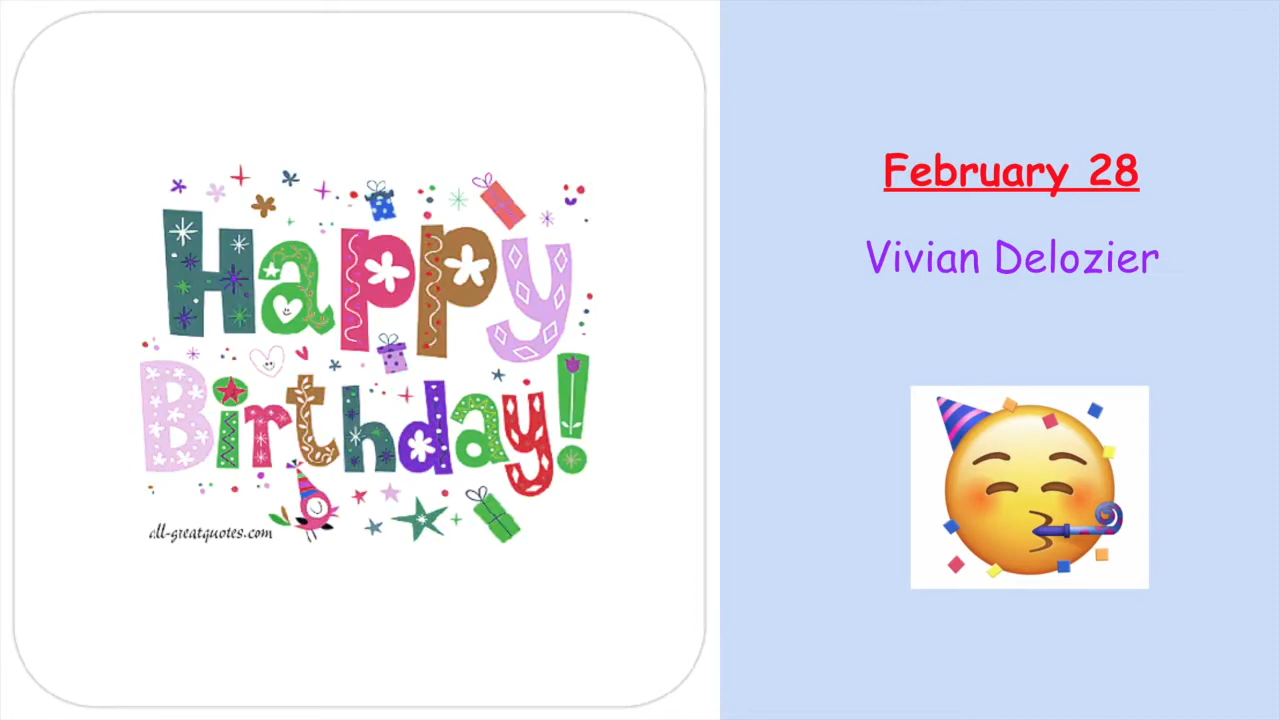 Happy
Birthday!
all-greatquotes.com
February 28
Vivian Delozier